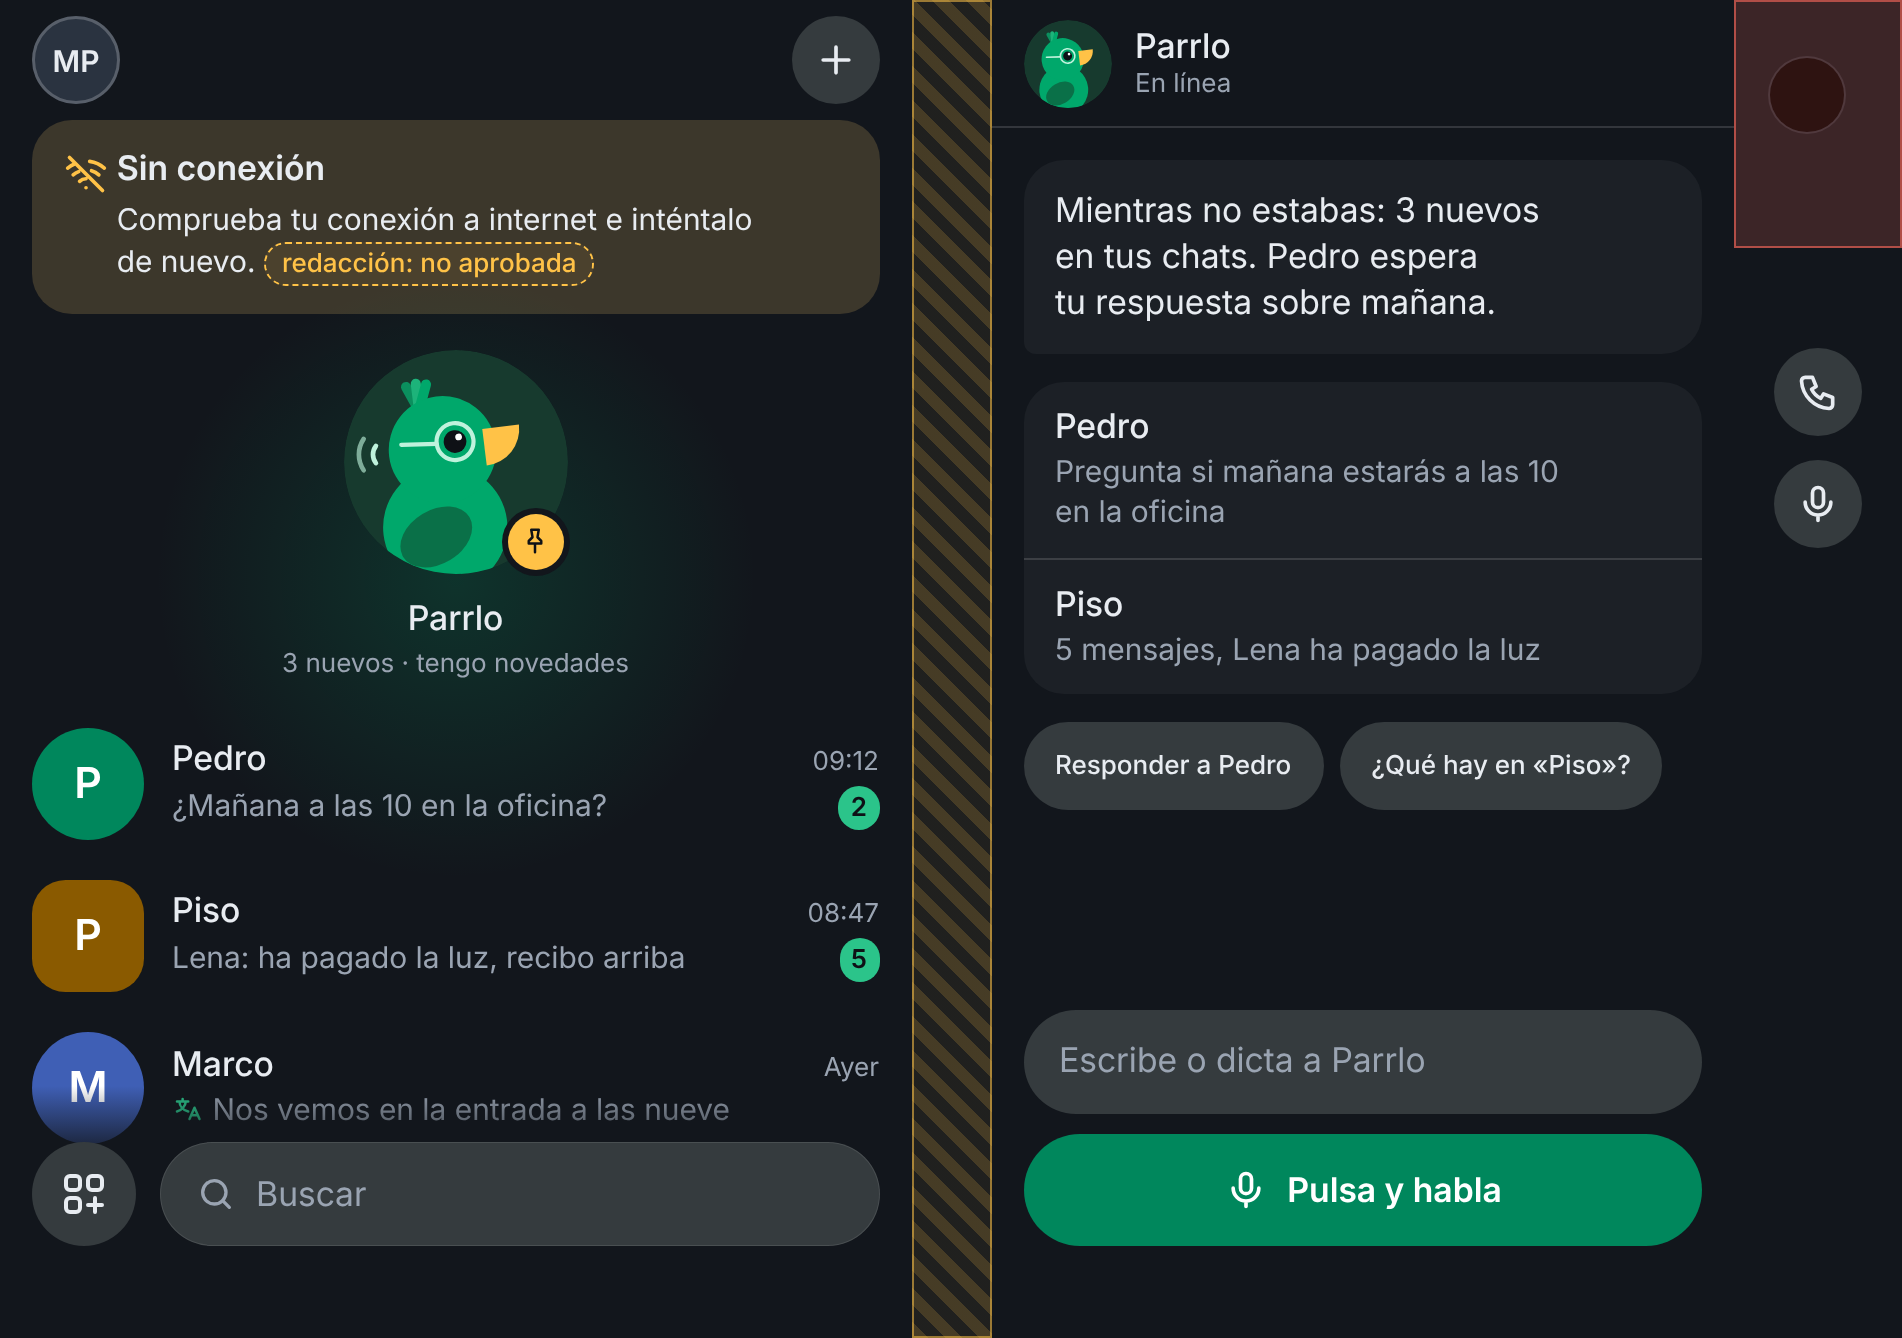 MP
Sin conexión
Comprueba tu conexión a internet e inténtalo
de nuevo. redacción: no aprobada
Parrlo
3 nuevos · tengo novedades
P
Pedro
09:12
¿Mañana a las 10 en la oficina?
2
P
Piso
08:47
Lena: ha pagado la luz, recibo arriba
5
M
Marco
Ayer
Nos vemos en la entrada a las nueve
Buscar
Parrlo
En línea
Mientras no estabas: 3 nuevos
en tus chats. Pedro espera
tu respuesta sobre mañana.
Pedro
Pregunta si mañana estarás a las 10
en la oficina
Piso
5 mensajes, Lena ha pagado la luz
Responder a Pedro
¿Qué hay en «Piso»?
Escribe o dicta a Parrlo
Pulsa y habla